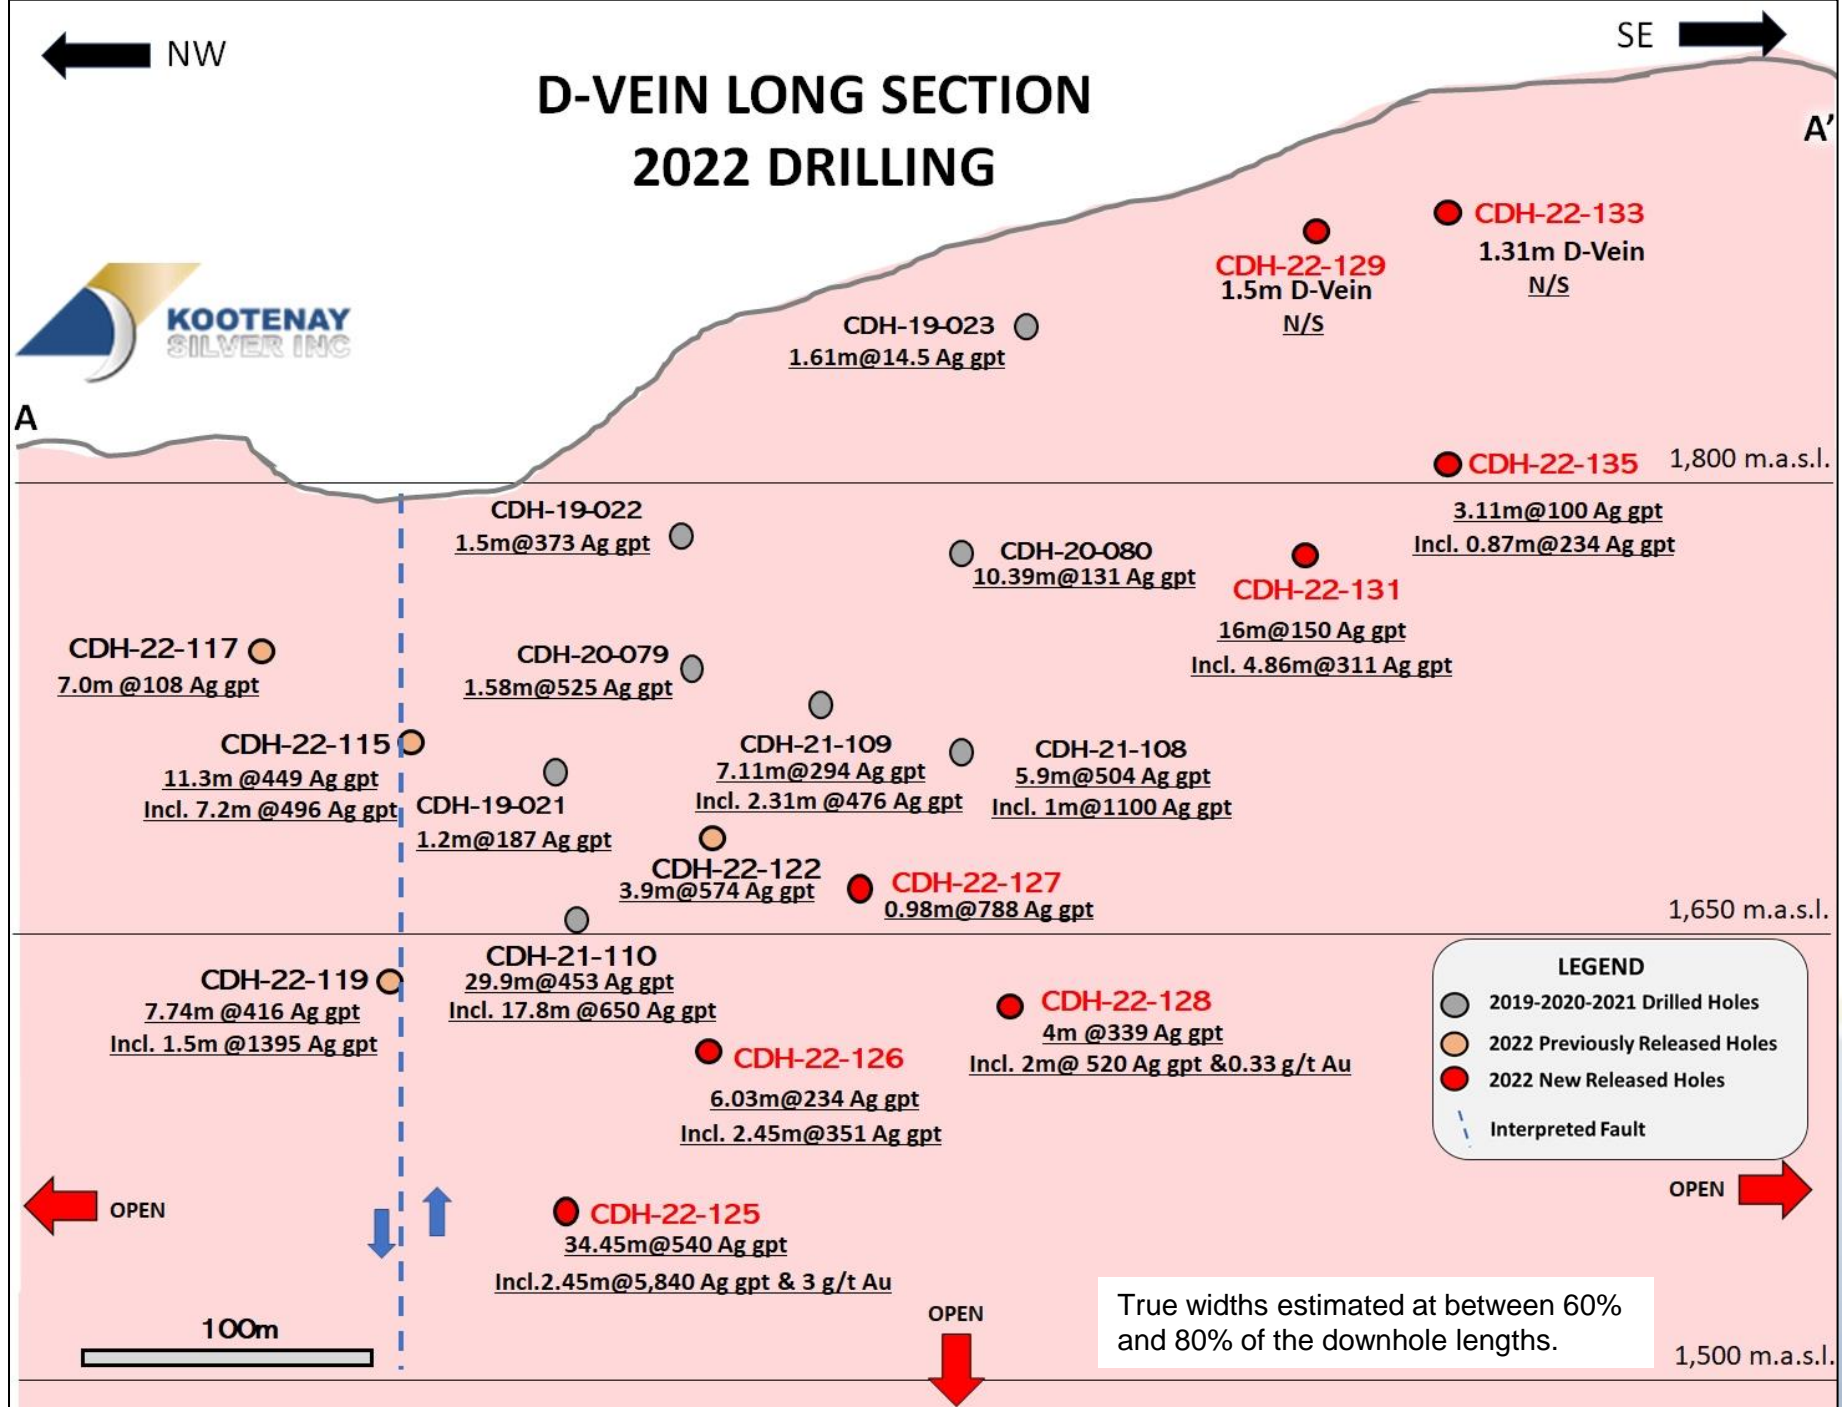 NW
SE
D-VEIN LONG SECTION
2022 DRILLING
A’
KOOTENAY
SILVER INC
A
CDH-22-133
1.31m D-Vein
N/S
CDH-22-129
1.5m D-Vein
N/S
CDH-19-023
1.61m@14.5 Ag gpt
1,800 m.a.s.l.
CDH-22-135
3.11m@100 Ag gpt
Incl. 0.87m@234 Ag gpt
CDH-19-022
1.5m@373 Ag gpt
CDH-20-080
10.39m@131 Ag gpt
CDH-22-131
16m@150 Ag gpt
Incl. 4.86m@311 Ag gpt
CDH-22-117
7.0m @108 Ag gpt
CDH-20-079
1.58m@525 Ag gpt
CDH-22-115
11.3m @449 Ag gpt
Incl. 7.2m @496 Ag gpt
CDH-21-109
7.11m@294 Ag gpt
Incl. 2.31m @476 Ag gpt
CDH-21-108
5.9m@504 Ag gpt
Incl. 1m@1100 Ag gpt
CDH-19-021
1.2m@187 Ag gpt
CDH-22-122
3.9m@574 Ag gpt
CDH-22-127
0.98m@788 Ag gpt
1,650 m.a.s.l.
CDH-21-110
29.9m@453 Ag gpt
Incl. 17.8m @650 Ag gpt
CDH-22-119
7.74m @416 Ag gpt
Incl. 1.5m @1395 Ag gpt
CDH-22-128
4m @339 Ag gpt
Incl. 2m@ 520 Ag gpt &0.33 g/t Au
CDH-22-126
6.03m@234 Ag gpt
Incl. 2.45m@351 Ag gpt
LEGEND
2019-2020-2021 Drilled Holes
2022 Previously Released Holes
2022 New Released Holes
Interpreted Fault
OPEN
OPEN
CDH-22-125
34.45m@540 Ag gpt
Incl.2.45m@5,840 Ag gpt & 3 g/t Au
OPEN
True widths estimated at between 60%
and 80% of the downhole lengths.
100m
1,500 m.a.s.l.